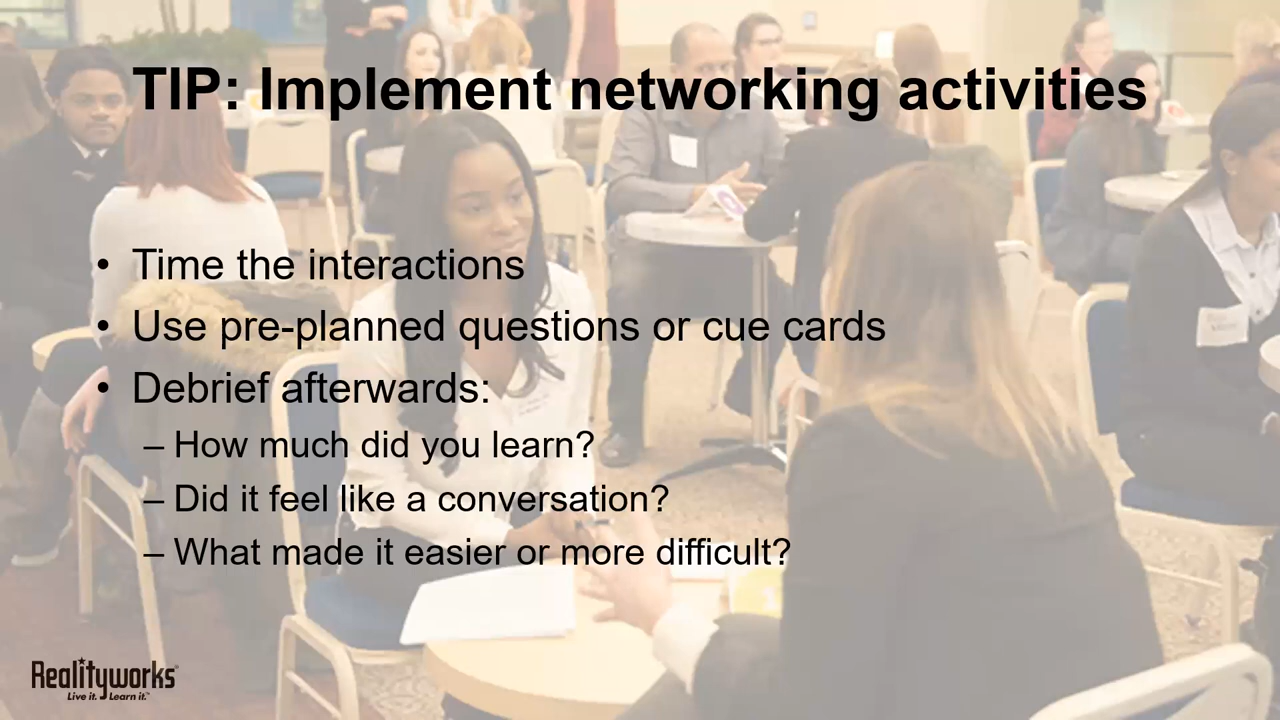 TIP: Implement networking activities
• Time the interactions
• Use pre-planned questions or cue cards
• Debrief afterwards:
– How much did you learn?
– Did it feel like a conversation?
– What made it easier or more difficult?
Realityworks®
Live it. Learn it.™